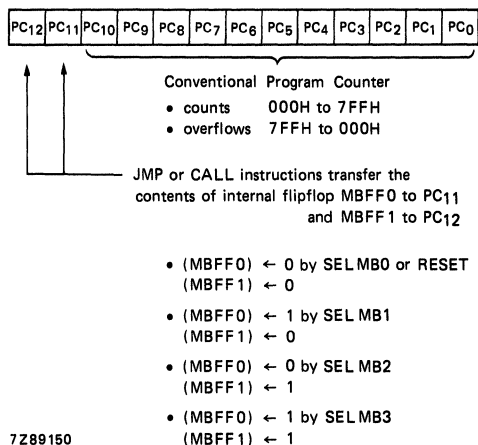 PC12 PC11 PC10 PC9 PC8 PC7 PC6 PC5 PC4 PC3 PC2 PC1 PC0
Conventional Program Counter
• counts 000H to 7FFH
• overflows 7FFH to 000H
JMP or CALL instructions transfer the
contents of internal flipflop MBFF0 to PC11
and MBFF1 to PC12
• (MBFF0) ← 0 by SEL MB0 or RESET
(MBFF1) ← 0
• (MBFF0) ← 1 by SEL MB1
(MBFF1) ← 0
• (MBFF0) ← 0 by SEL MB2
(MBFF1) ← 1
• (MBFF0) ← 1 by SEL MB3
7Z89150 (MBFF1) ← 1